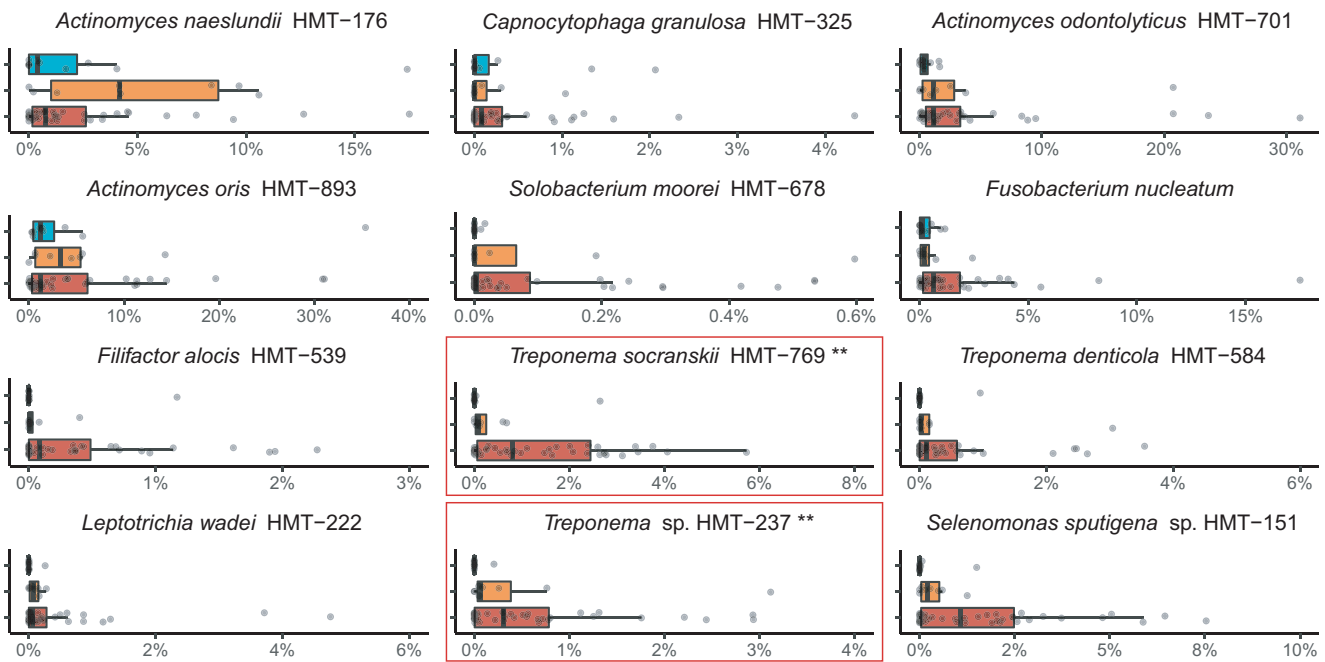 Actinomyces naeslundii HMT−176
Capnocytophaga granulosa HMT−325
Actinomyces odontolyticus HMT−701
0% 5% 10% 15%
0% 1% 2% 3% 4%
0% 10% 20% 30%
Actinomyces oris HMT−893
Solobacterium moorei HMT−678
Fusobacterium nucleatum
0% 10% 20% 30% 40%
0.0% 0.2% 0.4% 0.6%
0% 5% 10% 15%
Filifactor alocis HMT−539
Treponema socranskii HMT−769 **
Treponema denticola HMT−584
0% 1% 2% 3%
0% 2% 4% 6% 8%
0% 2% 4% 6%
Leptotrichia wadei HMT−222
Treponema sp. HMT−237 **
Selenomonas sputigena sp. HMT−151
0% 2% 4% 6%
0% 1% 2% 3% 4%
0% 2% 5% 8% 10%